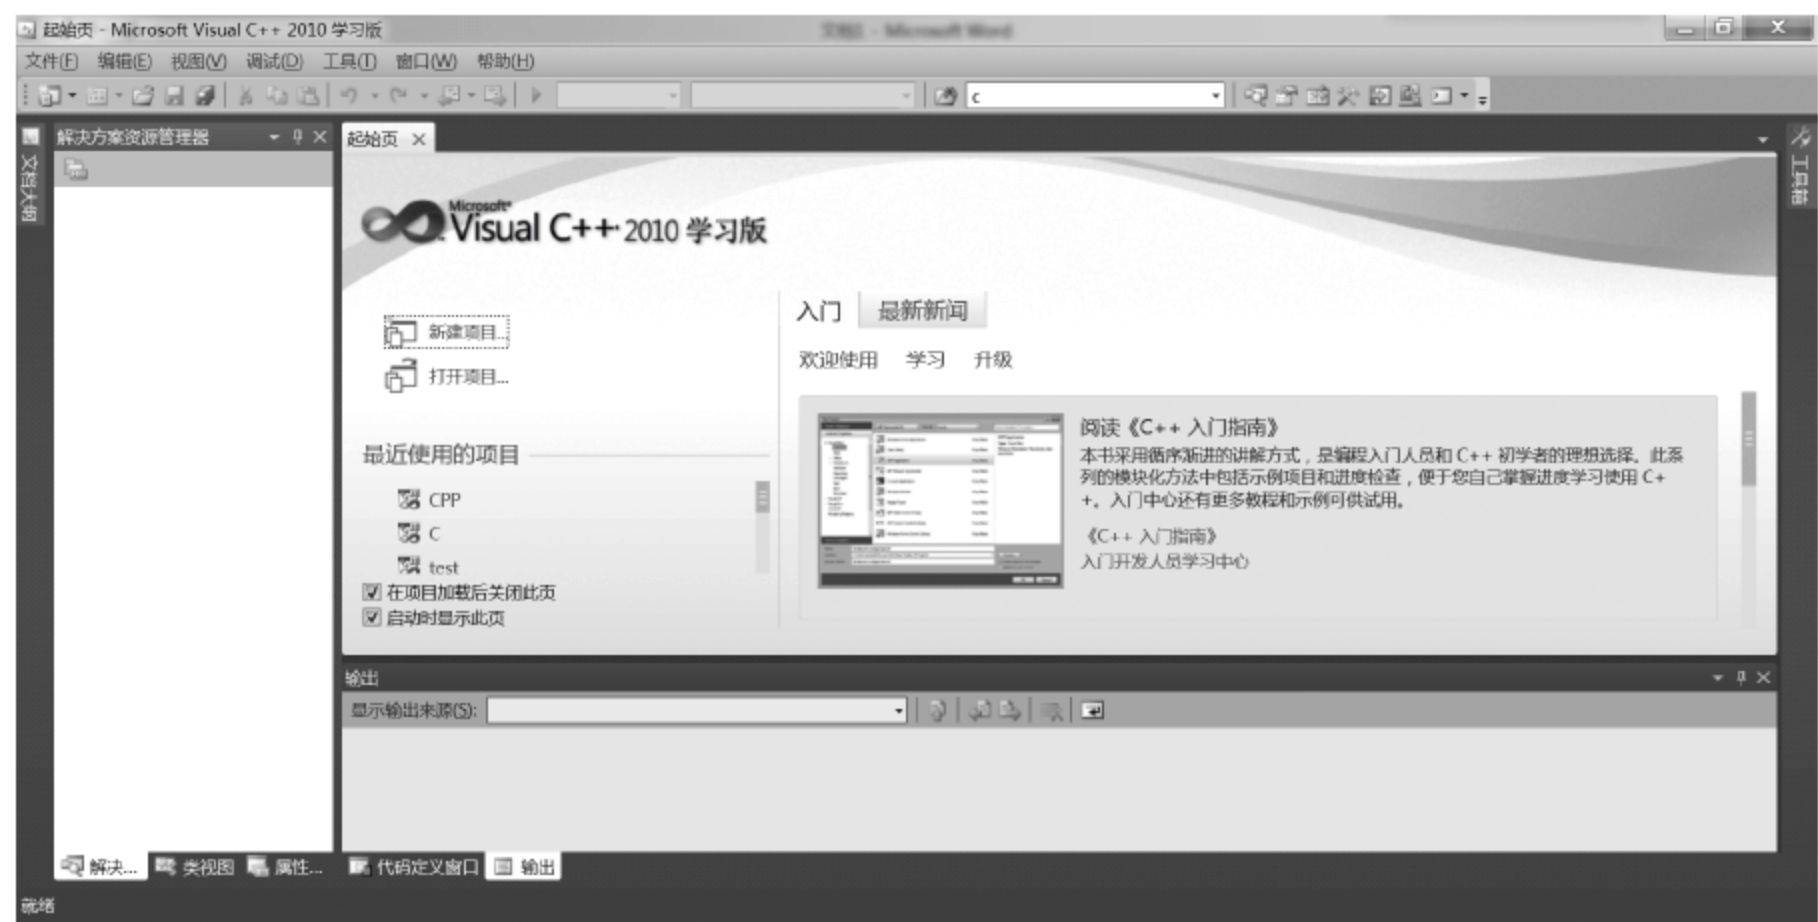 起始页 - Microsoft Visual C++ 2010 学习版
文件(F) 编辑(E) 视图(V) 调试(D) 工具(T) 窗口(W) 帮助(H)
c
文档大纲
解决方案资源管理器
起始页
工具箱
Microsoft
Visual C++ 2010 学习版
新建项目...
打开项目...
最近使用的项目
CPP
C
test
在项目加载后关闭此页
启动时显示此页
入门 最新新闻
欢迎使用 学习 升级
阅读《C++ 入门指南》
本书采用循序渐进的讲解方式，是编程入门人员和 C++ 初学者的理想选择。此系
列的模块化方法中包括示例项目和进度检查，便于您自己掌握进度学习使用 C+
+。入门中心还有更多教程和示例可供试用。
《C++ 入门指南》
入门开发人员学习中心
输出
显示输出来源(S):
解决... 类视图 属性... 代码定义窗口 输出
就绪